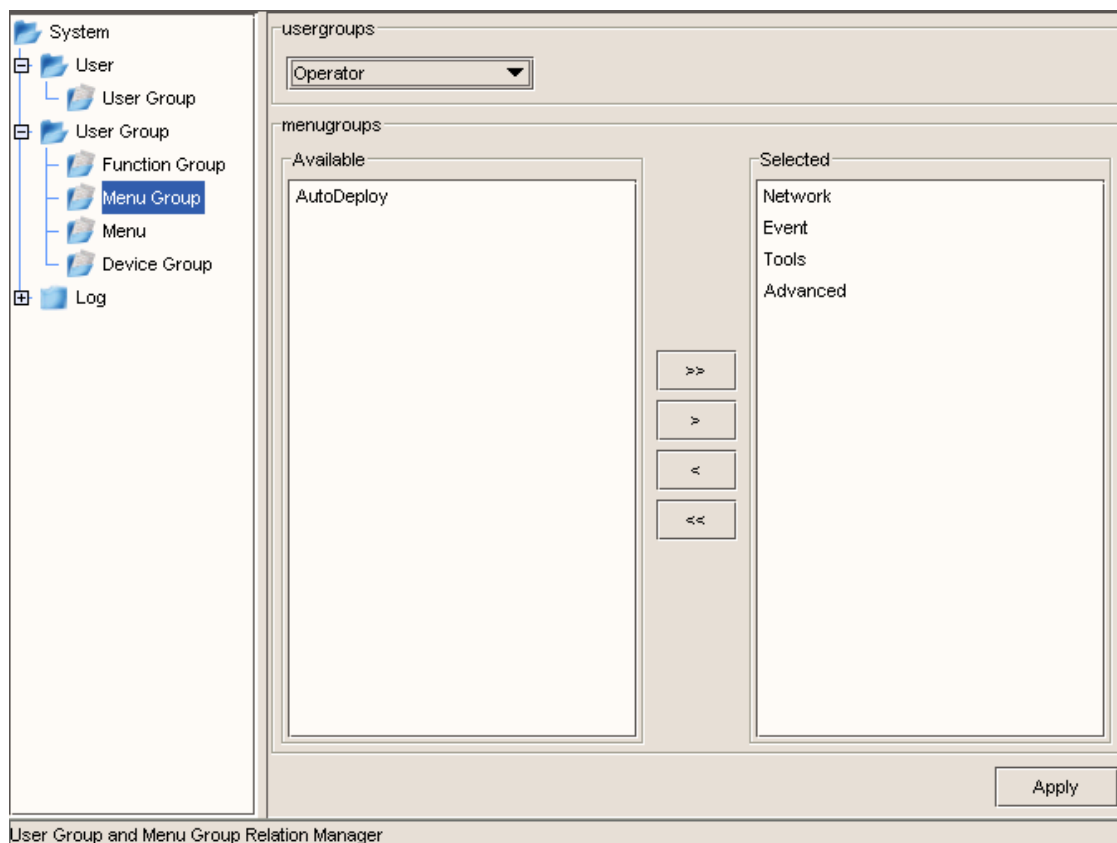 System
User
User Group
User Group
Function Group
Menu Group
Menu
Device Group
Log
usergroups
Operator
menugroups
Available
AutoDeploy
>>
>
<
<<
Selected
Network
Event
Tools
Advanced
Apply
User Group and Menu Group Relation Manager